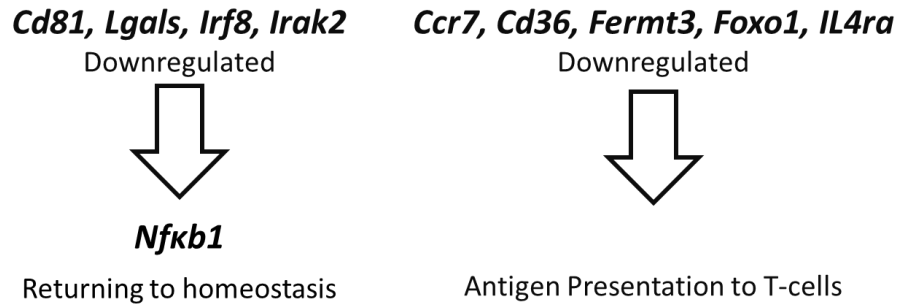 Cd81, Lgals, Irf8, Irak2
Downregulated
Nfκb1
Returning to homeostasis
Ccr7, Cd36, Fermt3, Foxo1, IL4ra
Downregulated
Antigen Presentation to T-cells